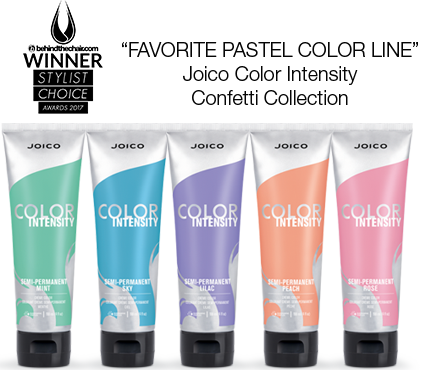 behindthechair.com
WINNER
STYLIST
CHOICE
AWARDS 2017
“FAVORITE PASTEL COLOR LINE”
Joico Color Intensity
Confetti Collection
JOICO
COLOR
INTENSITY
SEMI-PERMANENT
MINT
JOICO
COLOR
INTENSITY
SEMI-PERMANENT
SKY
JOICO
COLOR
INTENSITY
SEMI-PERMANENT
LILAC
JOICO
COLOR
INTENSITY
SEMI-PERMANENT
PEACH
JOICO
COLOR
INTENSITY
SEMI-PERMANENT
ROSE